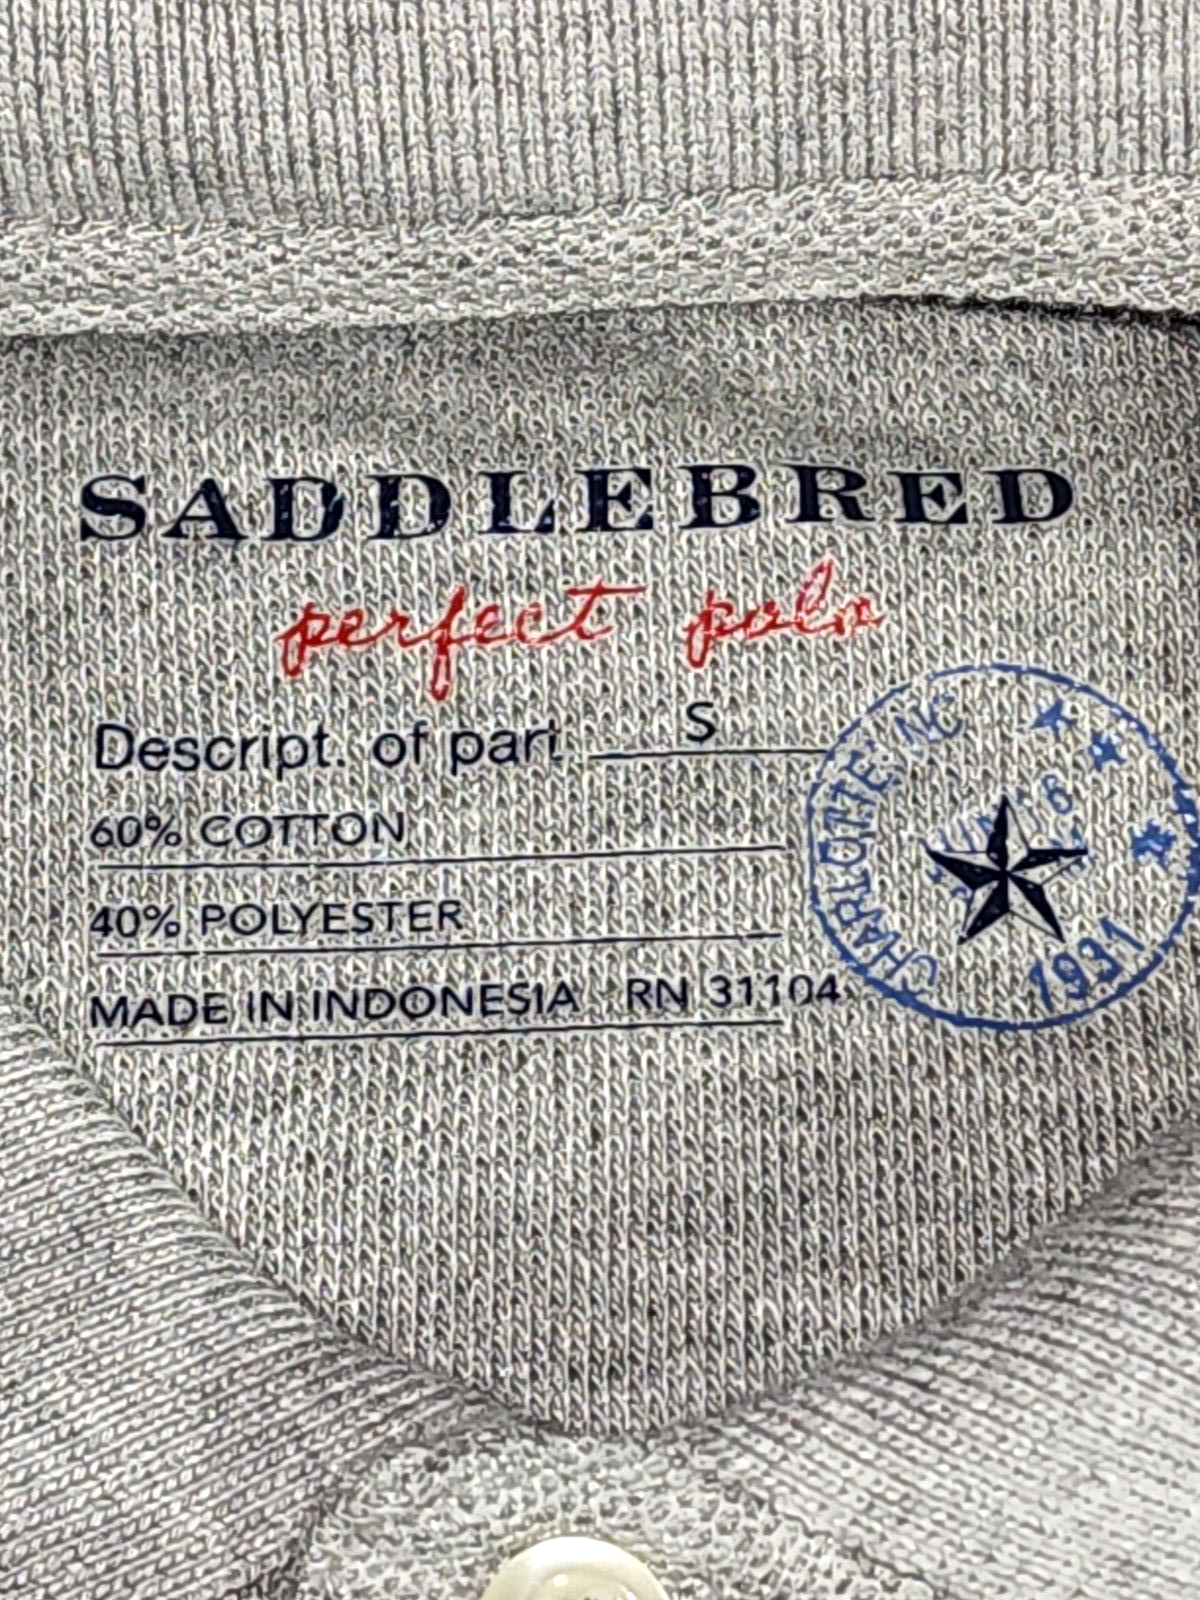 SADDLEBRED
perfect polo
Descript. of part S
60% COTTON
40% POLYESTER
MADE IN INDONESIA RN 31104
CHARLOTTE, NC
1931